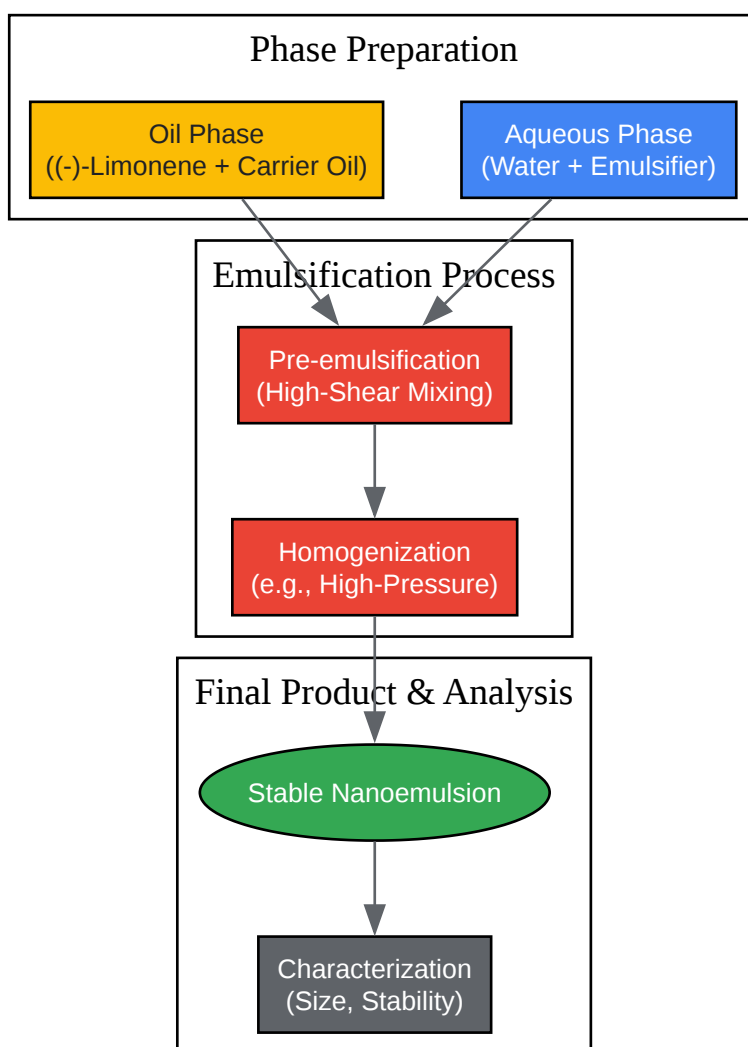 Phase Preparation
Oil Phase
((-)-Limonene + Carrier Oil)
Aqueous Phase
(Water + Emulsifier)
Emulsification Process
Pre-emulsification
(High-Shear Mixing)
Homogenization
(e.g., High-Pressure)
Final Product & Analysis
Stable Nanoemulsion
Characterization
(Size, Stability)